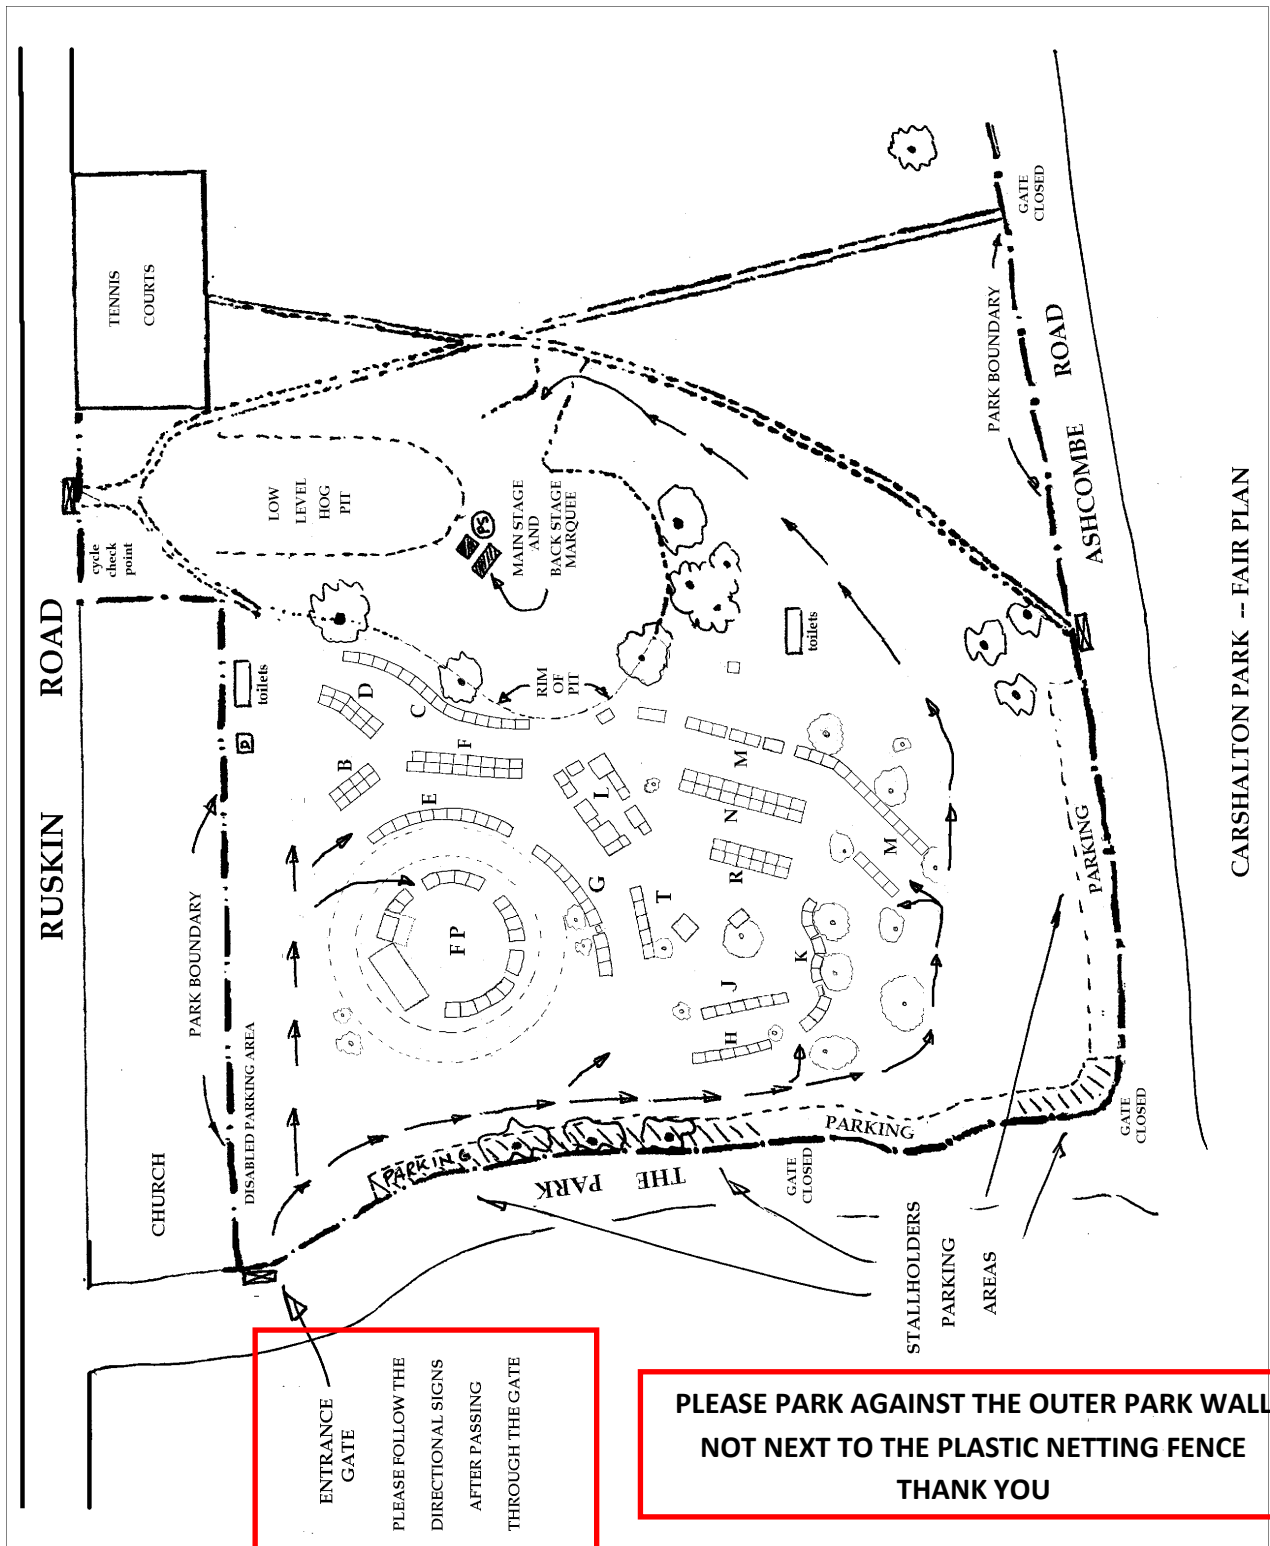 RUSKIN ROAD
TENNIS
COURTS
cycle
check
point
LOW
LEVEL
HOG
PIT
PS
MAIN STAGE
AND
BACK STAGE
MARQUEE
GATE
CLOSED
PARK BOUNDARY
ASHCOMBE ROAD
CARSHALTON PARK -- FAIR PLAN
toilets
P
toilets
RIM
OF
PIT
D
C
B
F
E
L
M
N
G
R
M
T
FP
K
J
H
PARK BOUNDARY
DISABLED PARKING AREA
CHURCH
PARKING
PARKING
PARKING
THE PARK
GATE
CLOSED
GATE
CLOSED
STALLHOLDERS
PARKING
AREAS
ENTRANCE
GATE
PLEASE FOLLOW THE
DIRECTIONAL SIGNS
AFTER PASSING
THROUGH THE GATE
PLEASE PARK AGAINST THE OUTER PARK WALL
NOT NEXT TO THE PLASTIC NETTING FENCE
THANK YOU